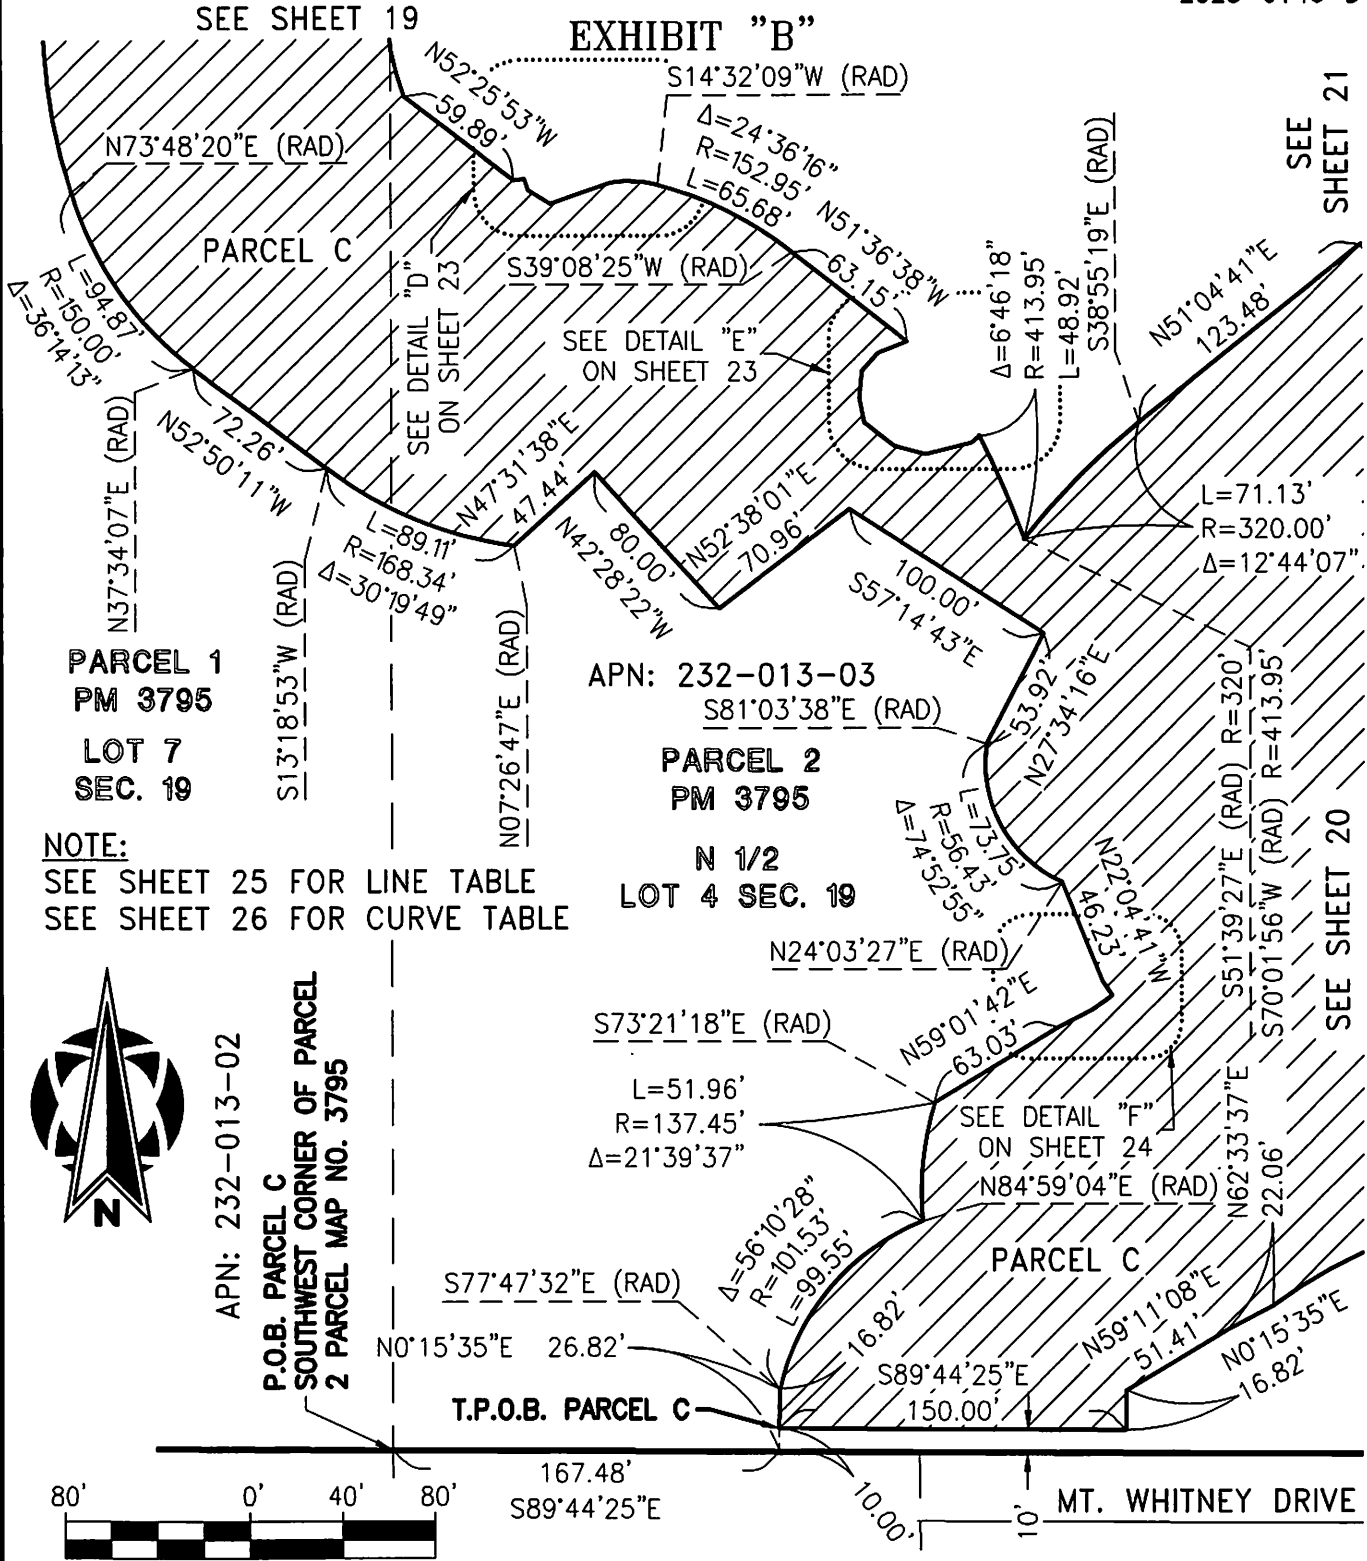 SEE SHEET 19
EXHIBIT "B"
N52°25'53"W
59.89'
S14°32'09"W (RAD)
Δ=24°36'16"
R=152.95'
L=65.68'
N73°48'20"E (RAD)
PARCEL C
L=94.87'
R=150.00'
Δ=36°14'13"
SEE DETAIL "D"
ON SHEET 23
S39°08'25"W (RAD)
N51°36'38"W
63.15'
SEE DETAIL "E"
ON SHEET 23
Δ=6°46'18"
R=413.95'
L=48.92'
S38°55'19"E (RAD)
SEE
SHEET 21
N51°04'41"E
123.48'
N37°34'07"E (RAD)
72.26'
N52°50'11"W
S13°18'53"W (RAD)
L=89.11'
R=168.34'
Δ=30°19'49"
N47°31'38"E
47.44'
N42°28'22"W
80.00'
N52°38'01"E
70.96'
100.00'
S57°14'43"E
L=71.13'
R=320.00'
Δ=12°44'07"
N07°26'47"E (RAD)
PARCEL 1
PM 3795
LOT 7
SEC. 19
APN: 232-013-03
S81°03'38"E (RAD)
53.92'
N27°34'16"E
PARCEL 2
PM 3795
N 1/2
LOT 4 SEC. 19
L=73.75'
R=56.43'
Δ=74°52'55"
S51°39'27"E (RAD) R=320'
S70°01'56"W (RAD) R=413.95'
SEE SHEET 20
NOTE:
SEE SHEET 25 FOR LINE TABLE
SEE SHEET 26 FOR CURVE TABLE
N22°04'41"W
46.23'
N24°03'27"E (RAD)
N59°01'42"E
63.03'
S73°21'18"E (RAD)
L=51.96'
R=137.45'
Δ=21°39'37"
SEE DETAIL "F"
ON SHEET 24
N84°59'04"E (RAD)
N62°33'37"E
22.06'
N
APN: 232-013-02
P.O.B. PARCEL C
SOUTHWEST CORNER OF PARCEL
2 PARCEL MAP NO. 3795
Δ=56°10'28"
R=101.53'
L=99.55'
PARCEL C
S77°47'32"E (RAD)
N0°15'35"E 26.82'
16.82'
S89°44'25"E
150.00'
N59°11'08"E
51.41'
N0°15'35"E
16.82'
T.P.O.B. PARCEL C
167.48'
S89°44'25"E
10.00'
10'
MT. WHITNEY DRIVE
80' 0' 40' 80'